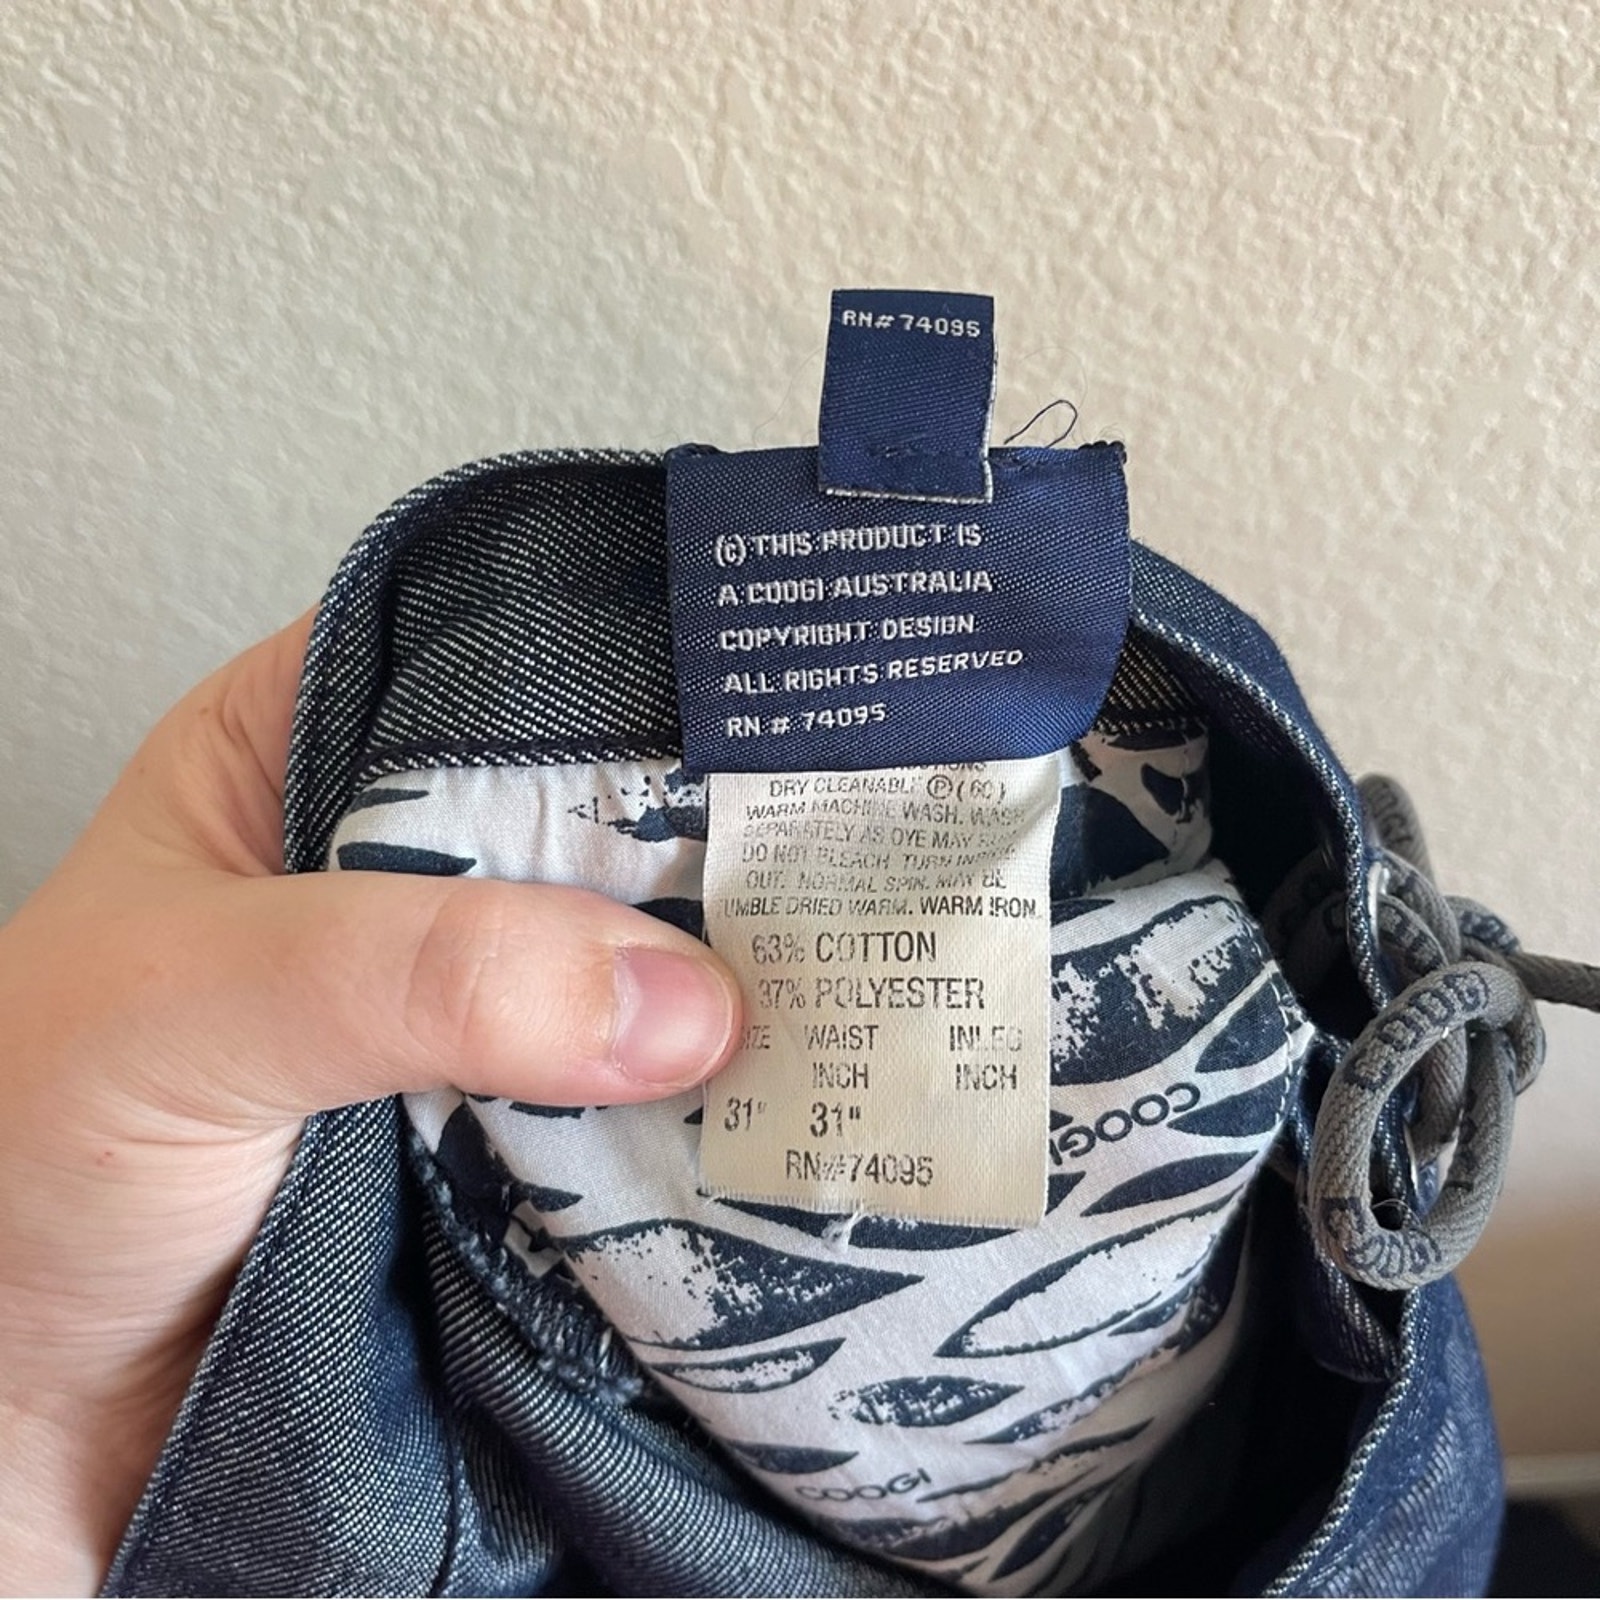 RN# 74095
(c) THIS PRODUCT IS
A COOGI AUSTRALIA
COPYRIGHT DESIGN
ALL RIGHTS RESERVED
RN # 74095
DRY CLEANABLE P (60)
WARM MACHINE WASH. WASH
SEPARATELY AS DYE MAY
DO NOT BLEACH. TURN INSIDE
OUT. NORMAL SPIN. MAY BE
TUMBLE DRIED WARM. WARM IRON.
63% COTTON
37% POLYESTER
SIZE WAIST INLEG
INCH INCH
31" 31"
RN#74095
COOGI
COOGI
COOGI